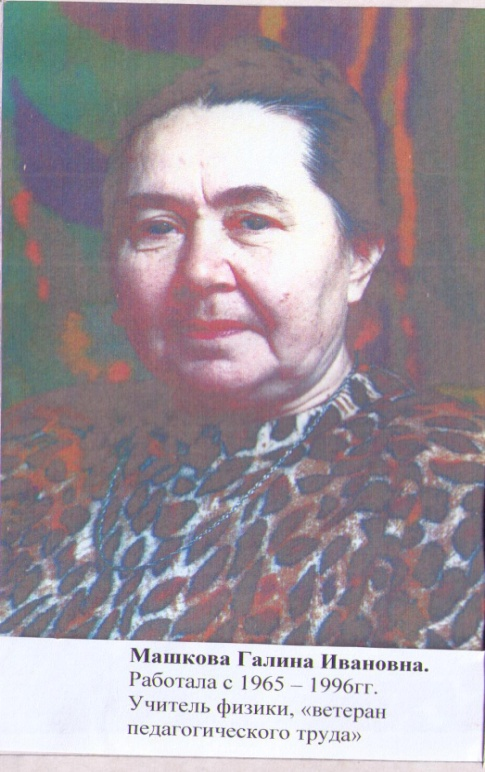 Машкова Галина Ивановна.
Работала с 1965 – 1996гг.
Учитель физики, «ветеран
педагогического труда»